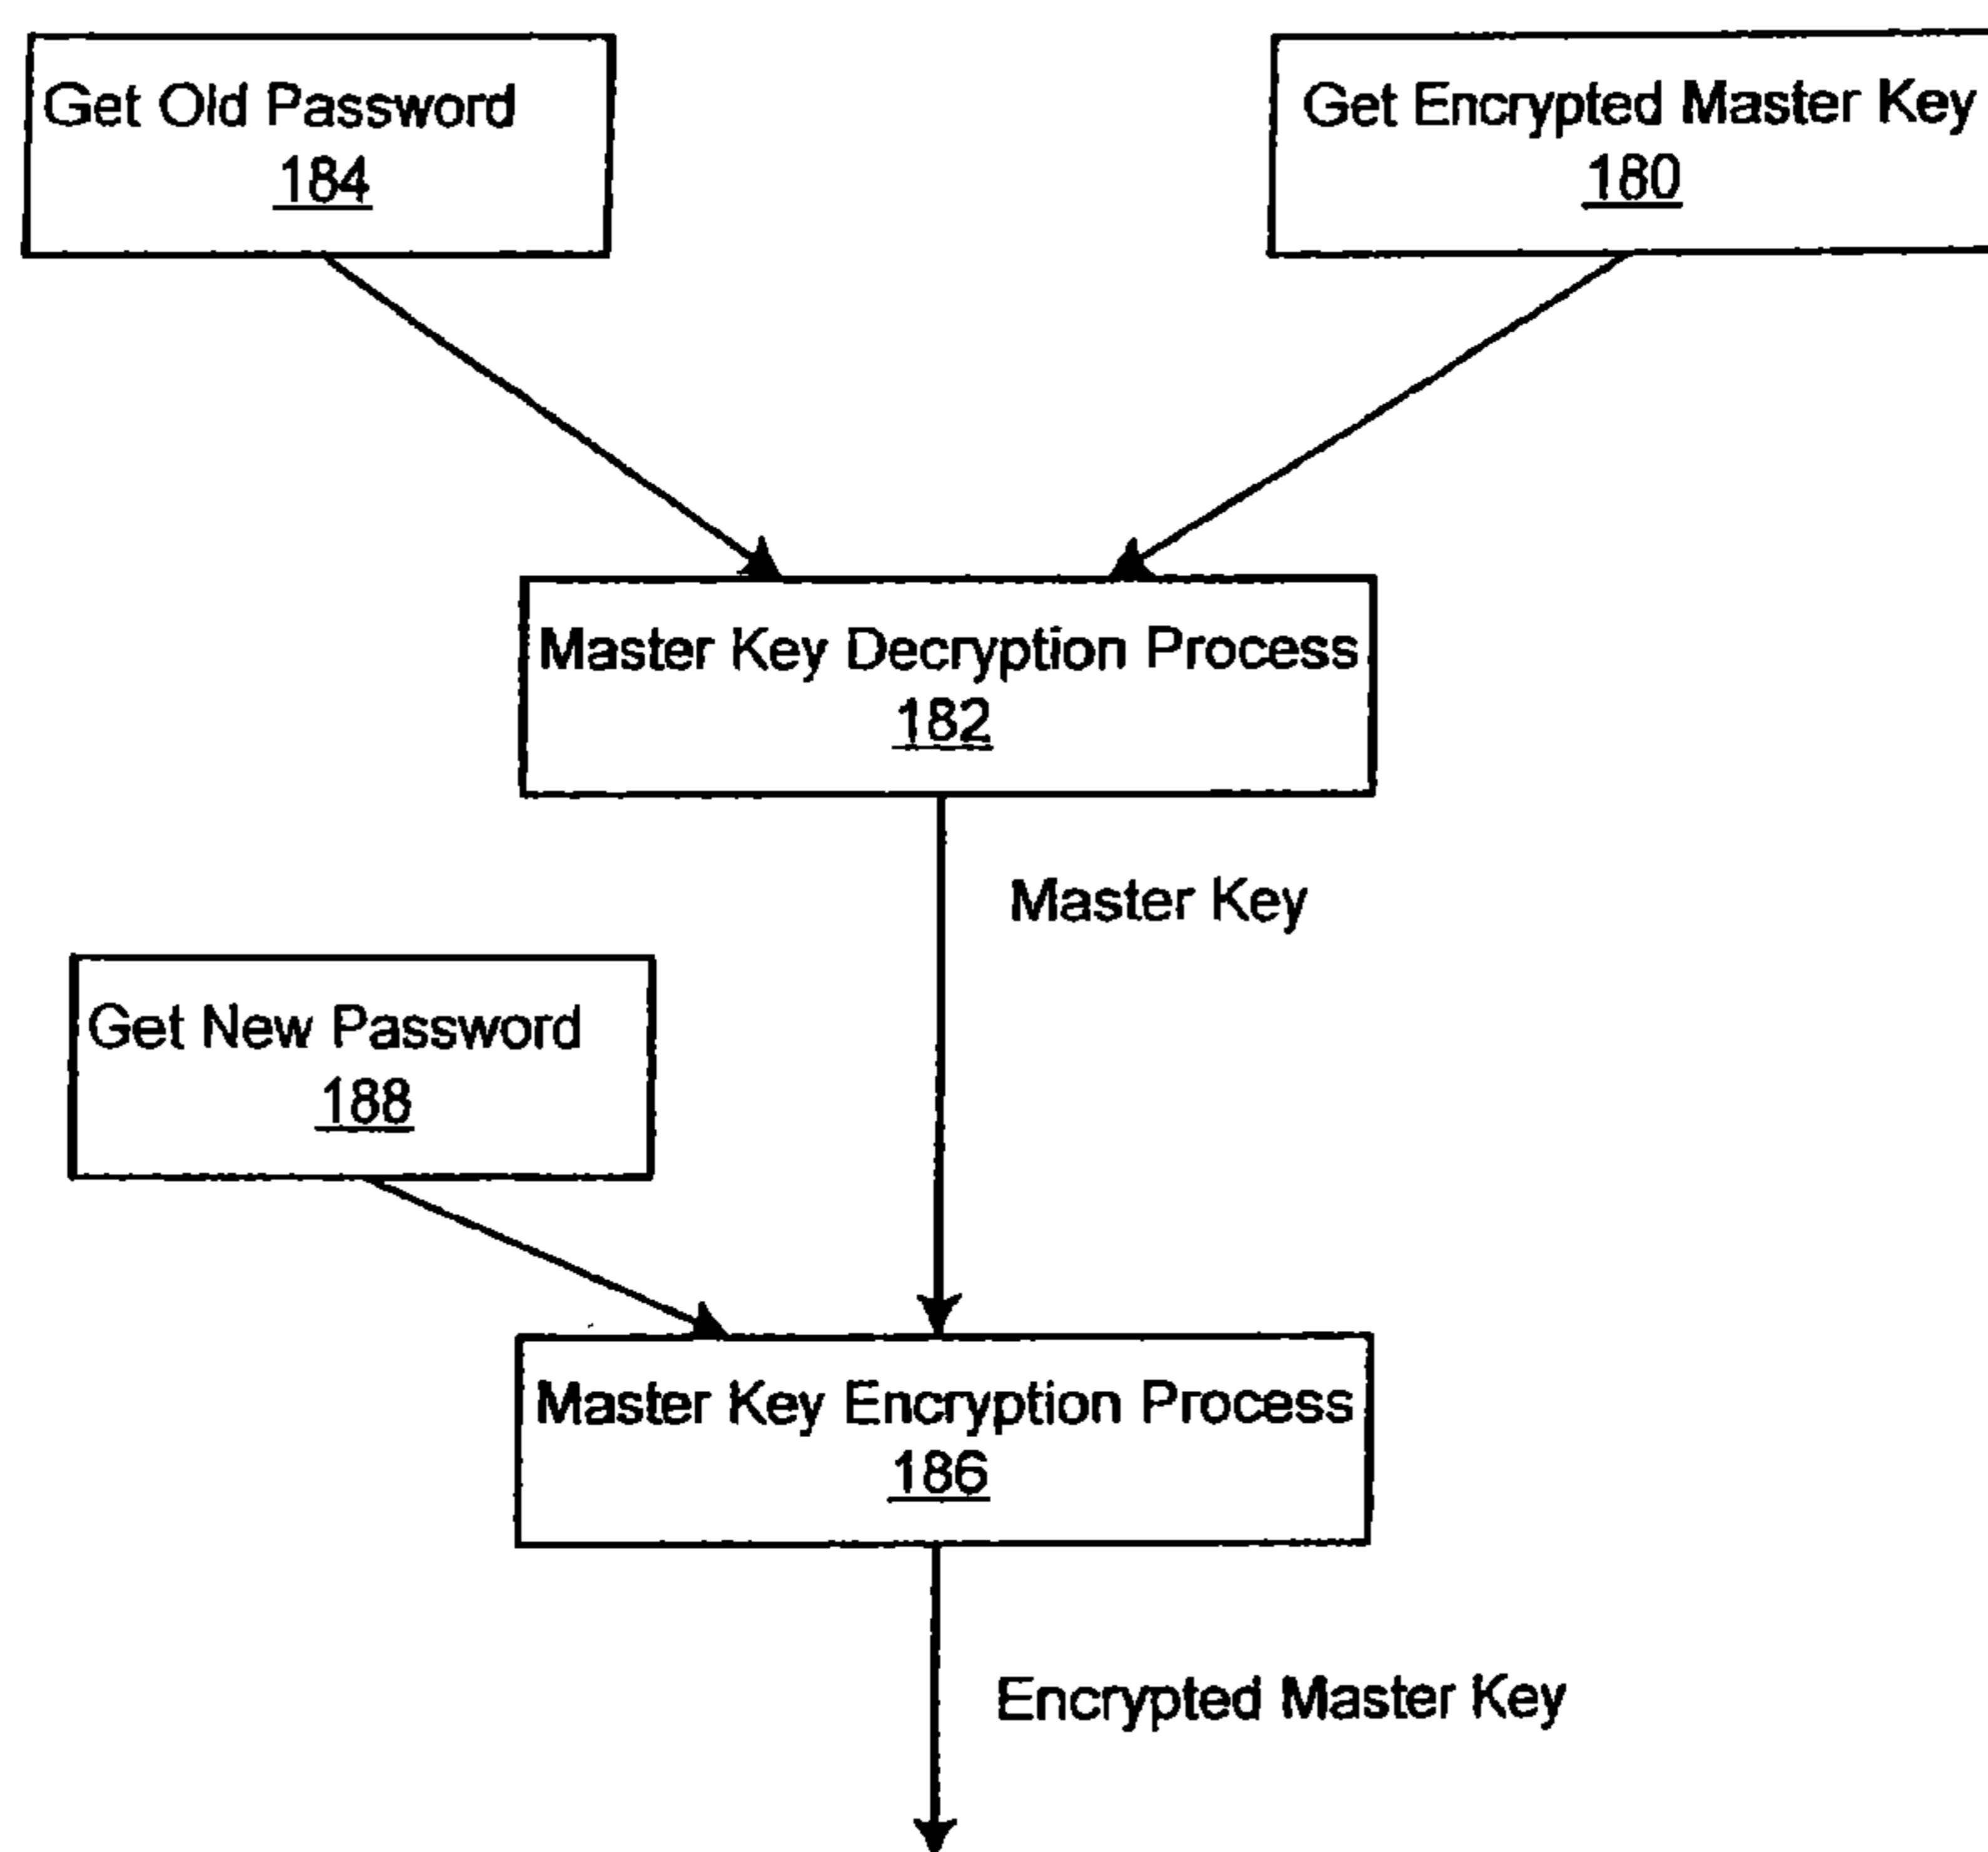 Get Old Password
184
Get Encrypted Master Key
180
Master Key Decryption Process
182
Master Key
Get New Password
188
Master Key Encryption Process
186
Encrypted Master Key